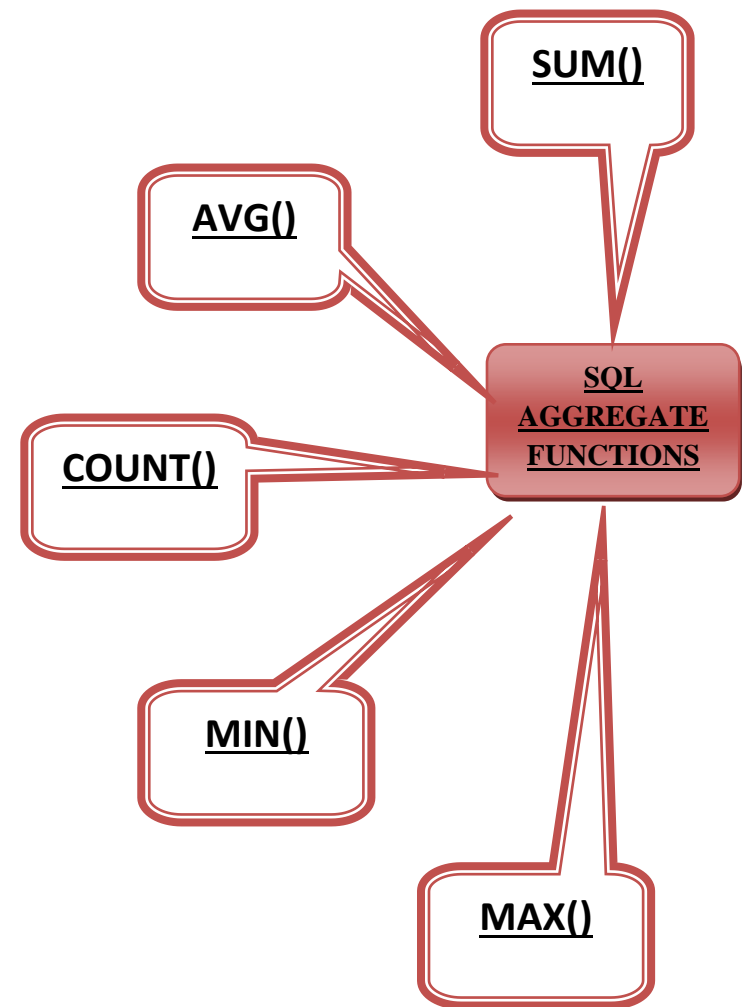 SUM()
AVG()
SQL
AGGREGATE
FUNCTIONS
COUNT()
MIN()
MAX()